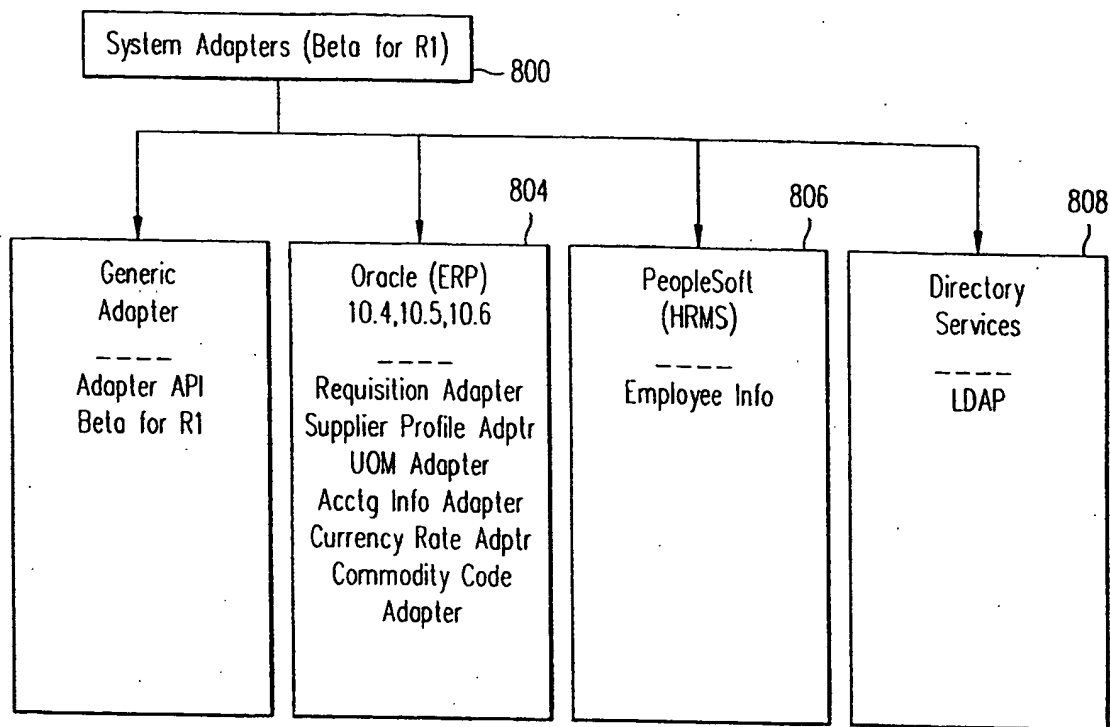 System Adapters (Beta for R1)
800
804
806
808
Generic
Adapter
Adapter API
Beta for R1
Oracle (ERP)
10.4,10.5,10.6
Requisition Adapter
Supplier Profile Adptr
UOM Adapter
Acctg Info Adapter
Currency Rate Adptr
Commodity Code
Adapter
PeopleSoft
(HRMS)
Employee Info
Directory
Services
LDAP